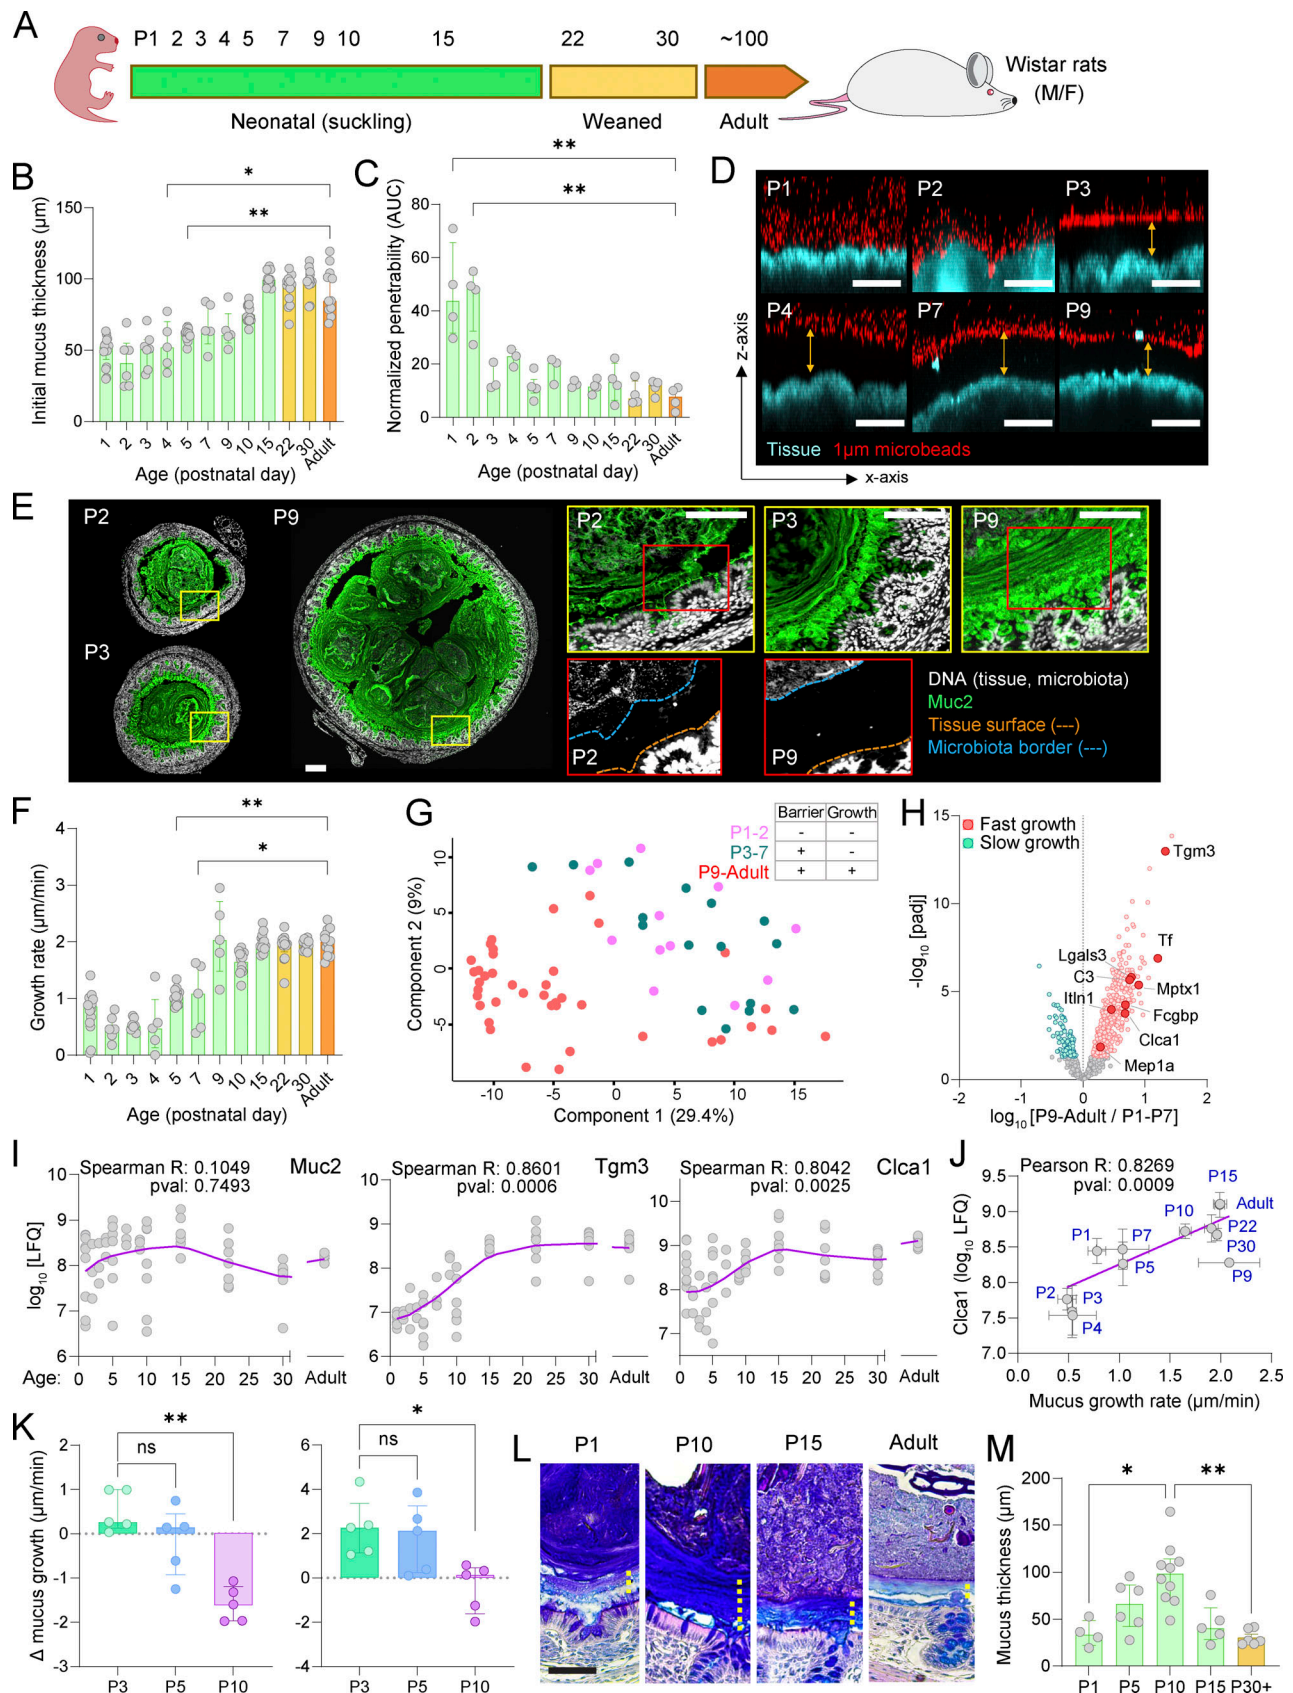 A
P1 2 3 4 5 7 9 10 15 22 30 ~100
Neonatal (suckling) Weaned Adult
Wistar rats
(M/F)
B
* 
**
Initial mucus thickness (µm)
150
100
50
0
1 2 3 4 5 7 9 10 15 22 30 Adult
Age (postnatal day)
C
**
**
Normalized penetrability (AUC)
80
60
40
20
0
1 2 3 4 5 7 9 10 15 22 30 Adult
Age (postnatal day)
D
P1 P2 P3
P4 P7 P9
z-axis
Tissue 1µm microbeads
x-axis
E
P2 P9 P2 P3 P9
P3
P2 P9
DNA (tissue, microbiota)
Muc2
Tissue surface (---)
Microbiota border (---)
F
**
*
Growth rate (µm/min)
4
3
2
1
0
1 2 3 4 5 7 9 10 15 22 30 Adult
Age (postnatal day)
G
Barrier Growth
P1-2 - -
P3-7 + -
P9-Adult + +
Component 2 (9%)
10
5
0
-5
-10 -5 0 5 10 15
Component 1 (29.4%)
H
Fast growth
Slow growth
-log10 [padj]
15
10
5
0
Tgm3
Tf
Lgals3
C3
Mptx1
Itln1
Fcgbp
Clca1
Mep1a
-2 -1 0 1 2
log10 [P9-Adult / P1-P7]
I
Spearman R: 0.1049 Muc2
pval: 0.7493
log10 [LFQ]
10
9
8
7
6
Age: 0 5 10 15 20 25 30 Adult
Spearman R: 0.8601 Tgm3
pval: 0.0006
10
9
8
7
6
0 5 10 15 20 25 30 Adult
Spearman R: 0.8042 Clca1
pval: 0.0025
10
9
8
7
6
0 5 10 15 20 25 30 Adult
J
Pearson R: 0.8269
pval: 0.0009
Clca1 (log10 LFQ)
9.5
9.0
8.5
8.0
7.5
7.0
P15
Adult
P10
P22
P30
P9
P1
P7
P5
P2
P3
P4
0.0 0.5 1.0 1.5 2.0 2.5
Mucus growth rate (µm/min)
K
**
ns
Δ mucus growth (µm/min)
2
1
0
-1
-2
-3
P3 P5 P10
*
ns
6
4
2
0
-2
-4
P3 P5 P10
L
P1 P10 P15 Adult
M
* **
Mucus thickness (µm)
200
150
100
50
0
P1 P5 P10 P15 P30+